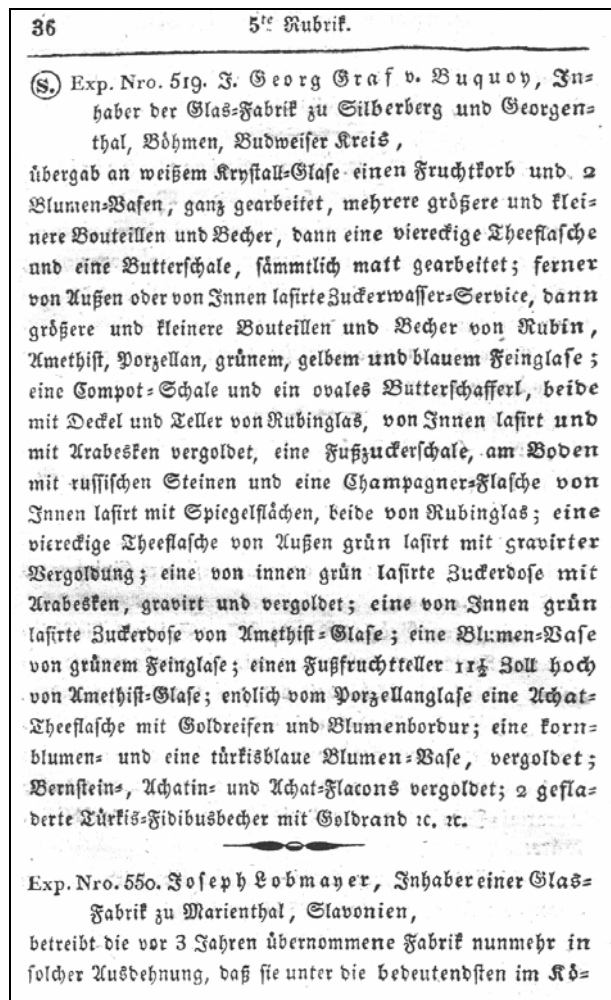 36 5te Rubrik.
(S.) Exp. Nro. 519. J. Georg Graf v. Buquoy, In-
haber der Glas-Fabrik zu Silberberg und Georgen-
thal, Böhmen, Budweiser Kreis,
übergab an weißem Krystall-Glase einen Fruchtkorb und 2
Blumen-Vasen, ganz gearbeitet, mehrere größere und klei-
nere Bouteillen und Becher, dann eine viereckige Theeflasche
und eine Butterschale, sämmtlich matt gearbeitet; ferner
von Außen oder von Innen lasirte Zuckerwasser-Service, dann
größere und kleinere Bouteillen und Becher von Rubin,
Amethist, Porzellan, grünem, gelbem und blauem Feinglase;
eine Compot-Schale und ein ovales Butterschafferl, beide
mit Deckel und Teller von Rubinglas, von Innen lasirt und
mit Arabesken vergoldet, eine Fußzuckerschale, am Boden
mit russischen Steinen und eine Champagner-Flasche von
Innen lasirt mit Spiegelflächen, beide von Rubinglas; eine
viereckige Theeflasche von Außen grün lasirt mit gravirter
Vergoldung; eine von innen grün lasirte Zuckerdose mit
Arabesken, gravirt und vergoldet; eine von Innen grün
lasirte Zuckerdose von Amethist-Glase; eine Blumen-Vase
von grünem Feinglase; einen Fußfruchtteller 11½ Zoll hoch
von Amethist-Glase; endlich vom Porzellanglase eine Achat-
Theeflasche mit Goldreifen und Blumenbordur; eine korn-
blumen- und eine türkisblaue Blumen-Vase, vergoldet;
Bernstein-, Achatin- und Achat-Flacons vergoldet; 2 gefla-
derte Türkis-Fidibusbecher mit Goldrand ꝛc. ꝛc.
Exp. Nro. 550. Joseph Lobmayer, Inhaber einer Glas-
Fabrik zu Marienthal, Slavonien,
betreibt die vor 3 Jahren übernommene Fabrik nunmehr in
solcher Ausdehnung, daß sie unter die bedeutendsten im Kö-